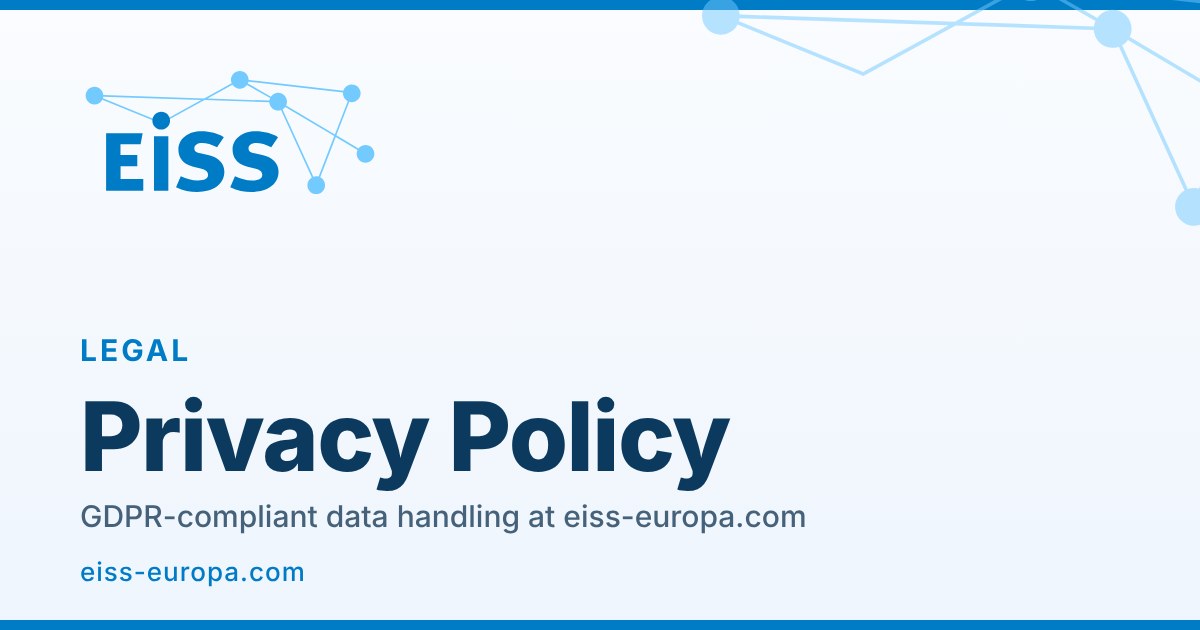 EiSS
LEGAL
Privacy Policy
GDPR-compliant data handling at eiss-europa.com
eiss-europa.com